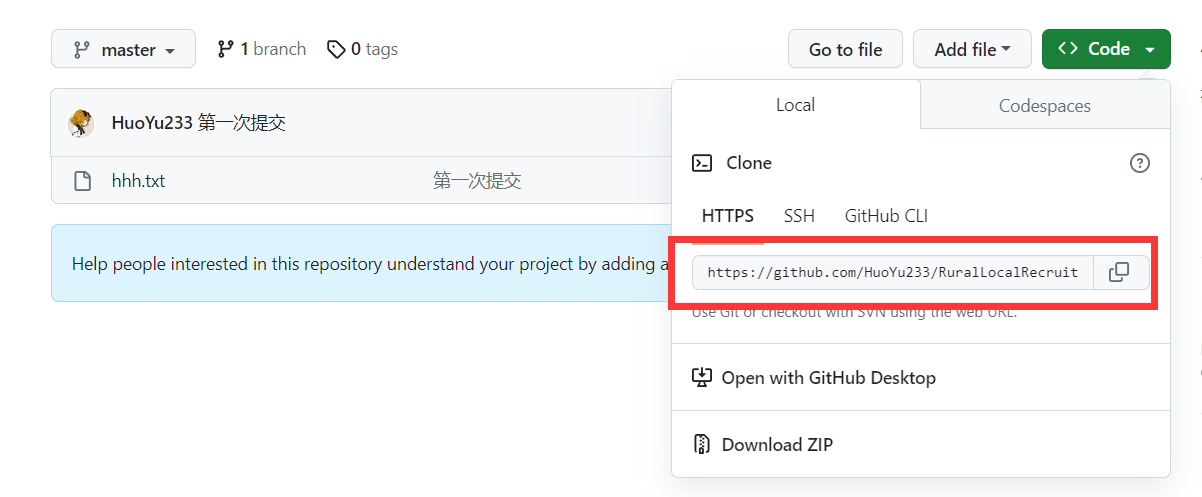 master 1 branch 0 tags Go to file Add file Code
Local Codespaces
HuoYu233 第一次提交
hhh.txt 第一次提交
Clone
HTTPS SSH GitHub CLI
Help people interested in this repository understand your project by adding a
https://github.com/HuoYu233/RuralLocalRecruit
Use Git or checkout with SVN using the web URL.
Open with GitHub Desktop
Download ZIP